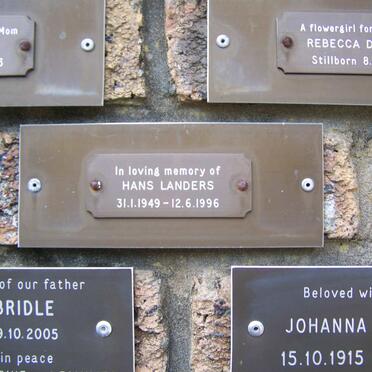 Mom
3
A flowergirl for
REBECCA D
Stillborn 8.
In loving memory of
HANS LANDERS
31.1.1949 – 12.6.1996
of our father
BRIDLE
9.10.2005
in peace
Beloved wi
JOHANNA
15.10.1915